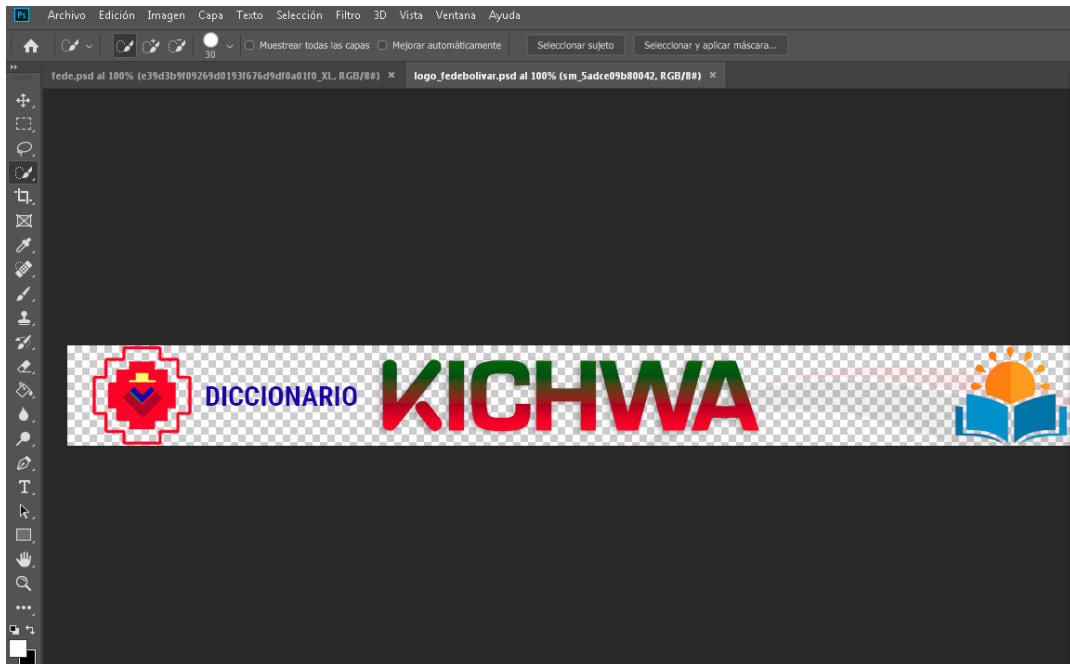 Ps Archivo Edición Imagen Capa Texto Selección Filtro 3D Vista Ventana Ayuda
30 Muestrear todas las capas Mejorar automáticamente Seleccionar sujeto Seleccionar y aplicar máscara...
fede.psd al 100% (e39d3b9f09269d0193f676d9df0a01f0_XL, RGB/8#) × logo_fedebolivar.psd al 100% (sm_5adce09b80042, RGB/8#) ×
DICCIONARIO KICHWA